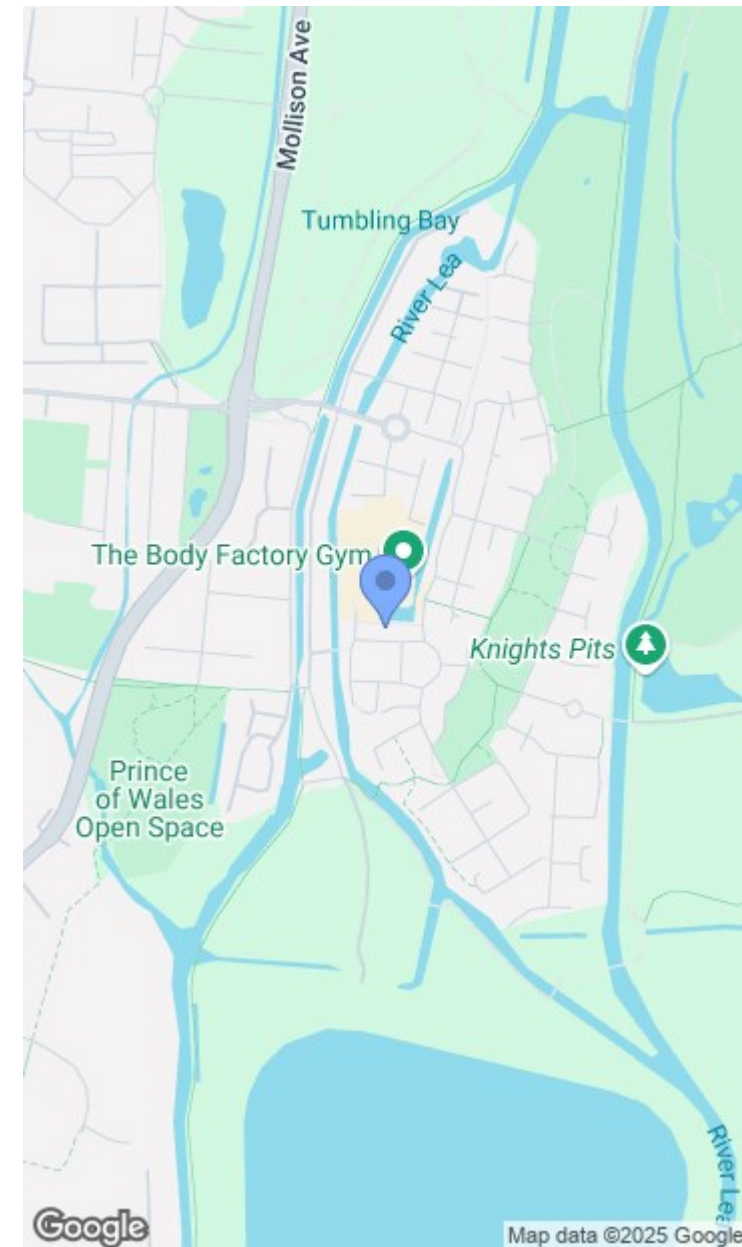 Mollison Ave
Tumbling Bay
River Lea
The Body Factory Gym
Knights Pits
Prince
of Wales
Open Space
River Lea
Google
Map data ©2025 Google